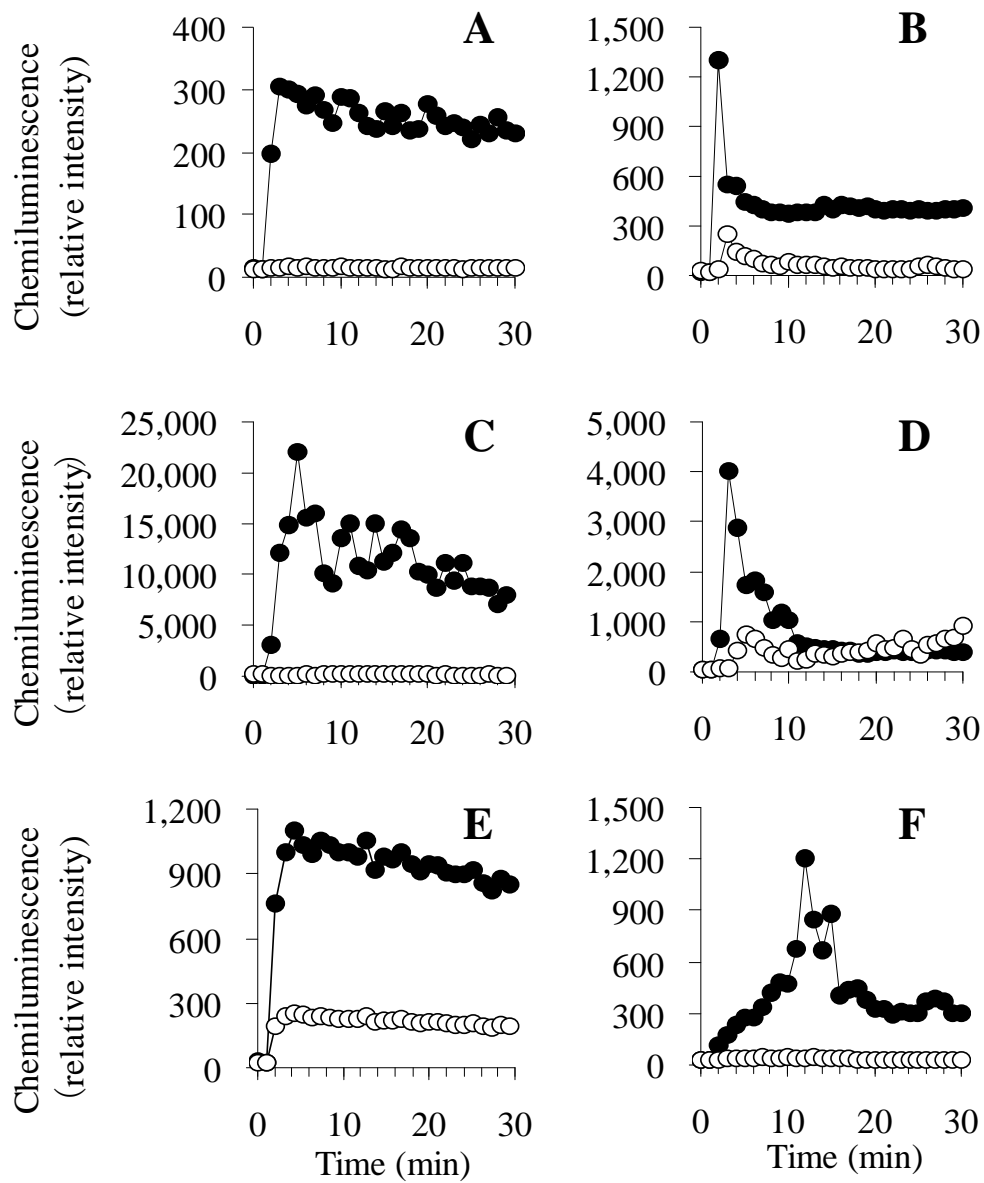 Chemiluminescence
(relative intensity)
A
400
300
200
100
0
0 10 20 30
B
1,500
1,200
900
600
300
0
0 10 20 30
Chemiluminescence
(relative intensity)
C
25,000
20,000
15,000
10,000
5,000
0
0 10 20 30
D
5,000
4,000
3,000
2,000
1,000
0
0 10 20 30
Chemiluminescence
(relative intensity)
E
1,200
900
600
300
0
0 10 20 30
Time (min)
F
1,500
1,200
900
600
300
0
0 10 20 30
Time (min)